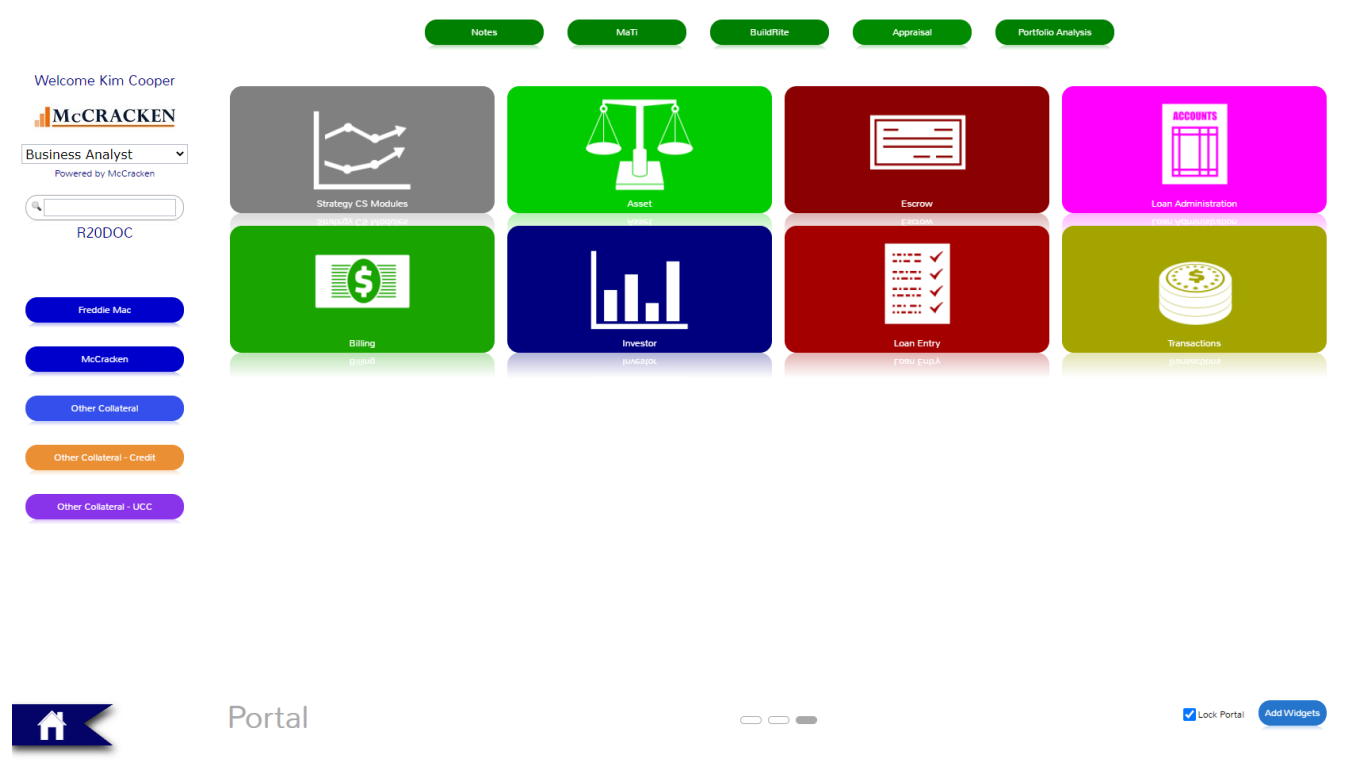 Notes
MaTi
BuildRite
Appraisal
Portfolio Analysis
Welcome Kim Cooper
McCRACKEN
Business Analyst
Powered by McCracken
R20DOC
Freddie Mac
McCracken
Other Collateral
Other Collateral - Credit
Other Collateral - UCC
Strategy CS Modules
Asset
Escrow
ACCOUNTS
Loan Administration
Billing
Investor
Loan Entry
Transactions
Portal
Lock Portal
Add Widgets